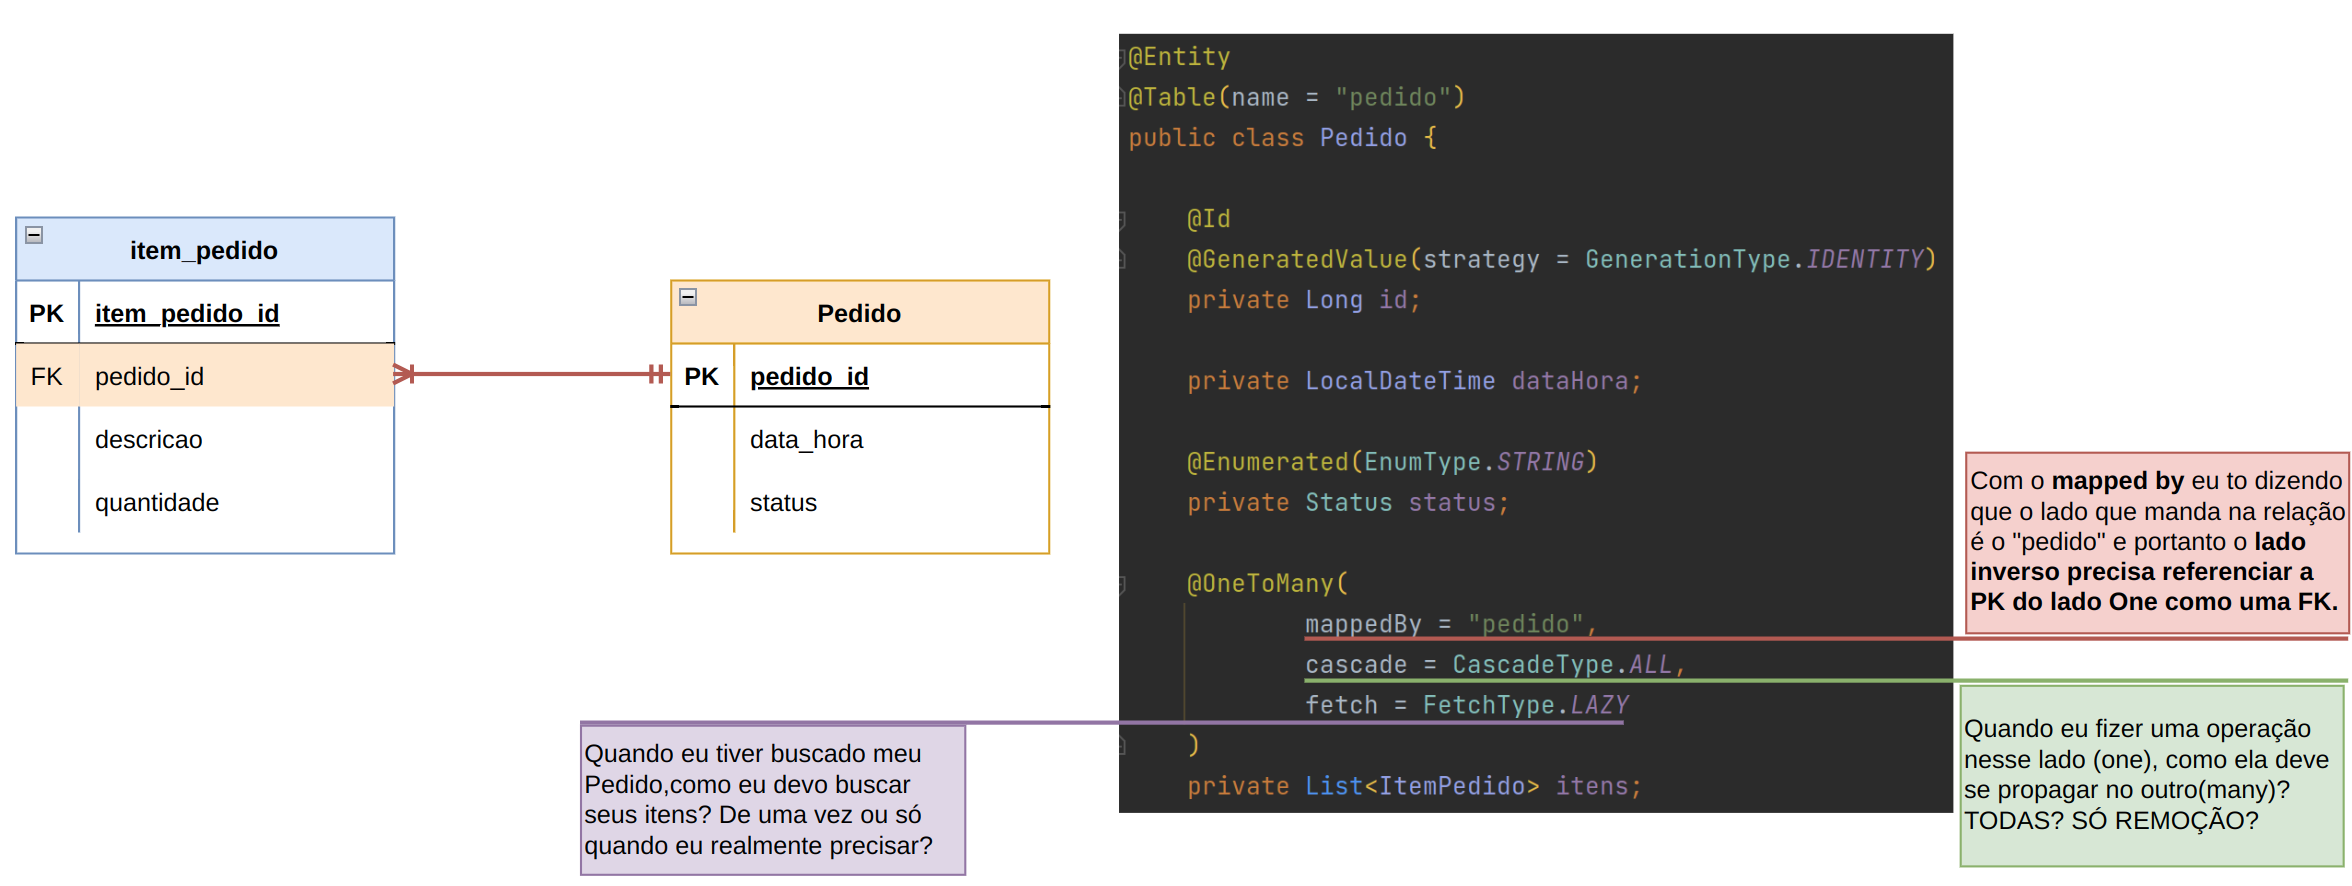 item_pedido
PK item_pedido_id
FK pedido_id
descricao
quantidade
Pedido
PK pedido_id
data_hora
status
@Entity
@Table(name = "pedido")
public class Pedido {
@Id
@GeneratedValue(strategy = GenerationType.IDENTITY)
private Long id;
private LocalDateTime dataHora;
@Enumerated(EnumType.STRING)
private Status status;
@OneToMany(
mappedBy = "pedido",
cascade = CascadeType.ALL,
fetch = FetchType.LAZY
)
private List<ItemPedido> itens;
Com o mapped by eu to dizendo
que o lado que manda na relação
é o "pedido" e portanto o lado
inverso precisa referenciar a
PK do lado One como uma FK.
Quando eu fizer uma operação
nesse lado (one), como ela deve
se propagar no outro(many)?
TODAS? SÓ REMOÇÃO?
Quando eu tiver buscado meu
Pedido,como eu devo buscar
seus itens? De uma vez ou só
quando eu realmente precisar?